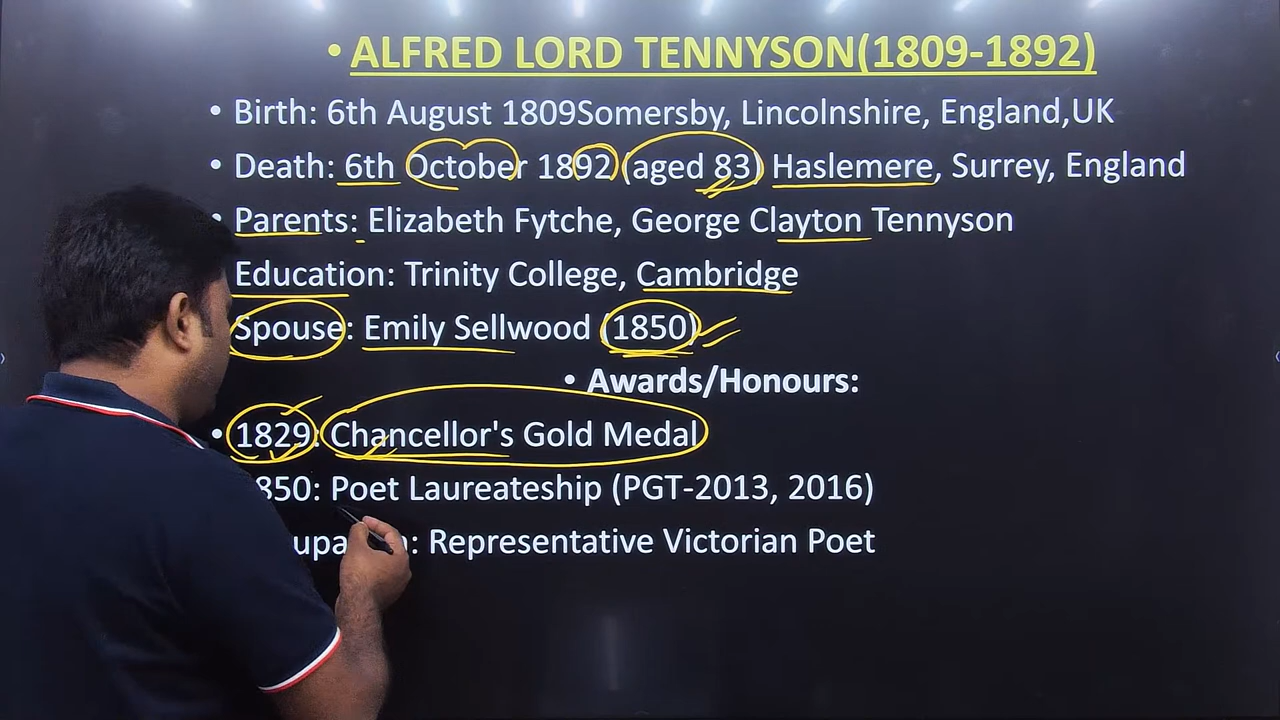 • ALFRED LORD TENNYSON(1809-1892)
• Birth: 6th August 1809Somersby, Lincolnshire, England,UK
• Death: 6th October 1892 (aged 83) Haslemere, Surrey, England
• Parents: Elizabeth Fytche, George Clayton Tennyson
Education: Trinity College, Cambridge
Spouse: Emily Sellwood (1850)
• Awards/Honours:
• 1829: Chancellor's Gold Medal
850: Poet Laureateship (PGT-2013, 2016)
: Representative Victorian Poet